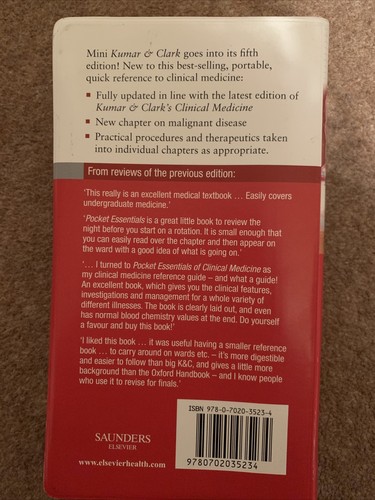 Mini Kumar & Clark goes into its fifth
edition! New to this best-selling, portable,
quick reference to clinical medicine:
■ Fully updated in line with the latest edition of
Kumar & Clark's Clinical Medicine
■ New chapter on malignant disease
■ Practical procedures and therapeutics taken
into individual chapters as appropriate.
From reviews of the previous edition:
'This really is an excellent medical textbook … Easily covers
undergraduate medicine.'
'Pocket Essentials is a great little book to review the
night before you start on a rotation. It is small enough that
you can easily read over the chapter and then appear on
the ward with a good idea of what is going on.'
'… I turned to Pocket Essentials of Clinical Medicine as
my clinical medicine reference guide – and what a guide!
An excellent book, which gives you the clinical features,
investigations and management for a whole variety of
different illnesses. The book is clearly laid out, and even
has normal blood chemistry values at the end. Do yourself
a favour and buy this book!'
'I liked this book … it was useful having a smaller reference
book … to carry around on wards etc. – it's more digestible
and easier to follow than big K&C, and gives a little more
background than the Oxford Handbook – and I know people
who use it to revise for finals.'
ISBN 978-0-7020-3523-4
9780702035234
SAUNDERS
ELSEVIER
www.elsevierhealth.com